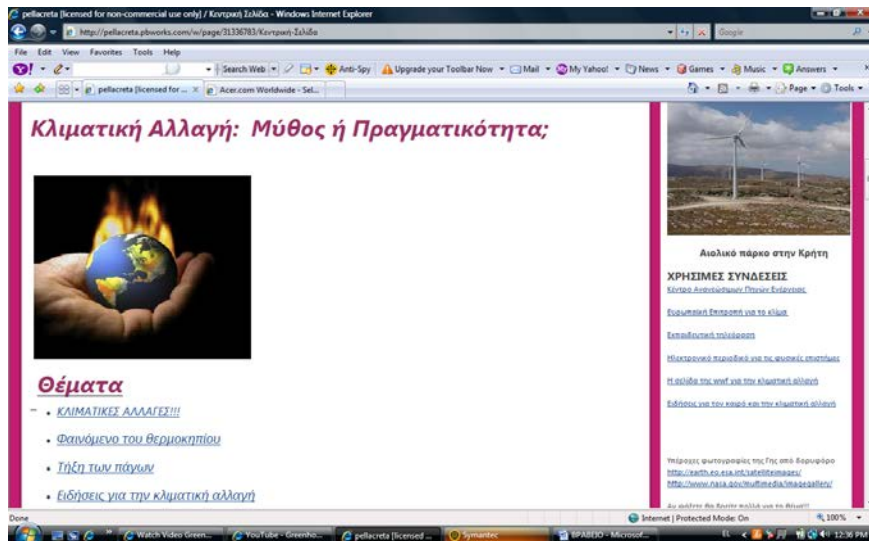 pellacreta [licensed for non-commercial use only] / Κεντρική Σελίδα - Windows Internet Explorer
http://pellacreta.pbworks.com/w/page/31336783/Κεντρική-Σελίδα
Google
File Edit View Favorites Tools Help
Search Web Anti-Spy Upgrade your Toolbar Now Mail My Yahoo! News Games Music Answers
pellacreta [licensed for ... Acer.com Worldwide - Sel... Page Tools
Κλιματική Αλλαγή: Μύθος ή Πραγματικότητα;
Θέματα
ΚΛΙΜΑΤΙΚΕΣ ΑΛΛΑΓΕΣ!!!
Φαινόμενο του θερμοκηπίου
Τήξη των πάγων
Ειδήσεις για την κλιματική αλλαγή
Αιολικό πάρκο στην Κρήτη
ΧΡΗΣΙΜΕΣ ΣΥΝΔΕΣΕΙΣ
Κέντρο Ανανεώσιμων Πηγών Ενέργειας
Ευρωπαϊκή Επιτροπή για το κλίμα
Εκπαιδευτική τηλεόραση
Ηλεκτρονικό περιοδικό για τις φυσικές επιστήμες
Η σελίδα της wwf για την κλιματική αλλαγή
Ειδήσεις για τον καιρό και την κλιματική αλλαγή
Υπέροχες φωτογραφίες της Γης από δορυφόρο
http://earth.eo.esa.int/satelliteimages/
http://www.nasa.gov/multimedia/imagegallery/
Done Internet | Protected Mode: On 100%
Watch Video Green... YouTube - Greenho... pellacreta [licensed ... Symantec ΒΡΑΒΕΙΟ - Microsof... EL 12:36 PM